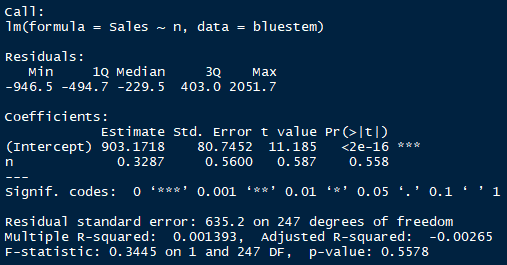 Call:
lm(formula = Sales ~ n, data = bluestem)
Residuals:
Min 1Q Median 3Q Max
-946.5 -494.7 -229.5 403.0 2051.7
Coefficients:
Estimate Std. Error t value Pr(>|t|)
(Intercept) 903.1718 80.7452 11.185 <2e-16 ***
n 0.3287 0.5600 0.587 0.558
---
Signif. codes: 0 ‘***’ 0.001 ‘**’ 0.01 ‘*’ 0.05 ‘.’ 0.1 ‘ ’ 1
Residual standard error: 635.2 on 247 degrees of freedom
Multiple R-squared: 0.001393, Adjusted R-squared: -0.00265
F-statistic: 0.3445 on 1 and 247 DF, p-value: 0.5578